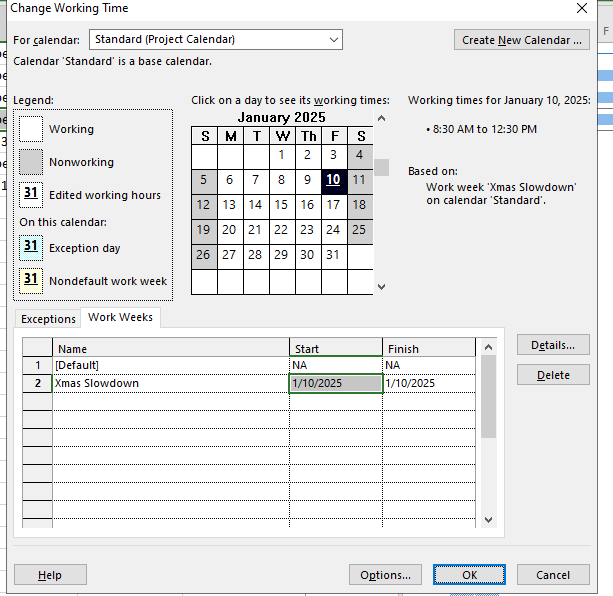 Change Working Time
F
For calendar: Standard (Project Calendar)
Create New Calendar ...
Calendar 'Standard' is a base calendar.
Legend:
Working
Nonworking
31 Edited working hours
On this calendar:
31 Exception day
31 Nondefault work week
Click on a day to see its working times:
January 2025
S M T W Th F S
1 2 3 4
5 6 7 8 9 10 11
12 13 14 15 16 17 18
19 20 21 22 23 24 25
26 27 28 29 30 31
Working times for January 10, 2025:
• 8:30 AM to 12:30 PM
Based on:
Work week 'Xmas Slowdown'
on calendar 'Standard'.
Exceptions Work Weeks
Name Start Finish
1 [Default] NA NA
2 Xmas Slowdown 1/10/2025 1/10/2025
Details...
Delete
Help Options... OK Cancel